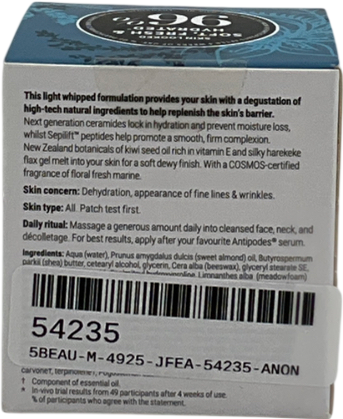 96%
SOFT, FRESH &
HYDRATED
This light whipped formulation provides your skin with a degustation of
high-tech natural ingredients to help replenish the skin's barrier.
Next generation ceramides lock in hydration and prevent moisture loss,
whilst Sepilift™ peptides help promote a smooth, firm complexion.
New Zealand botanicals of kiwi seed oil rich in vitamin E and silky harekeke
flax gel melt into your skin for a soft dewy finish. With a COSMOS-certified
fragrance of floral fresh marine.
Skin concern: Dehydration, appearance of fine lines & wrinkles.
Skin type: All. Patch test first.
Daily ritual: Massage a generous amount daily into cleansed face, neck, and
décolletage. For best results, apply after your favourite Antipodes® serum.
Ingredients: Aqua (water), Prunus amygdalus dulcis (sweet almond) oil, Butyrospermum
parkii (shea) butter, cetearyl alcohol, glycerin, Cera alba (beeswax), glyceryl stearate SE,
Limnanthes alba (meadowfoam)
54235
5BEAU-M-4925-JFEA-54235-ANON
carvone†, terpinolene†,
† Component of essential oil.
* In-vivo trial results from 49 participants after 4 weeks of use.
% of participants who agree with the statement.